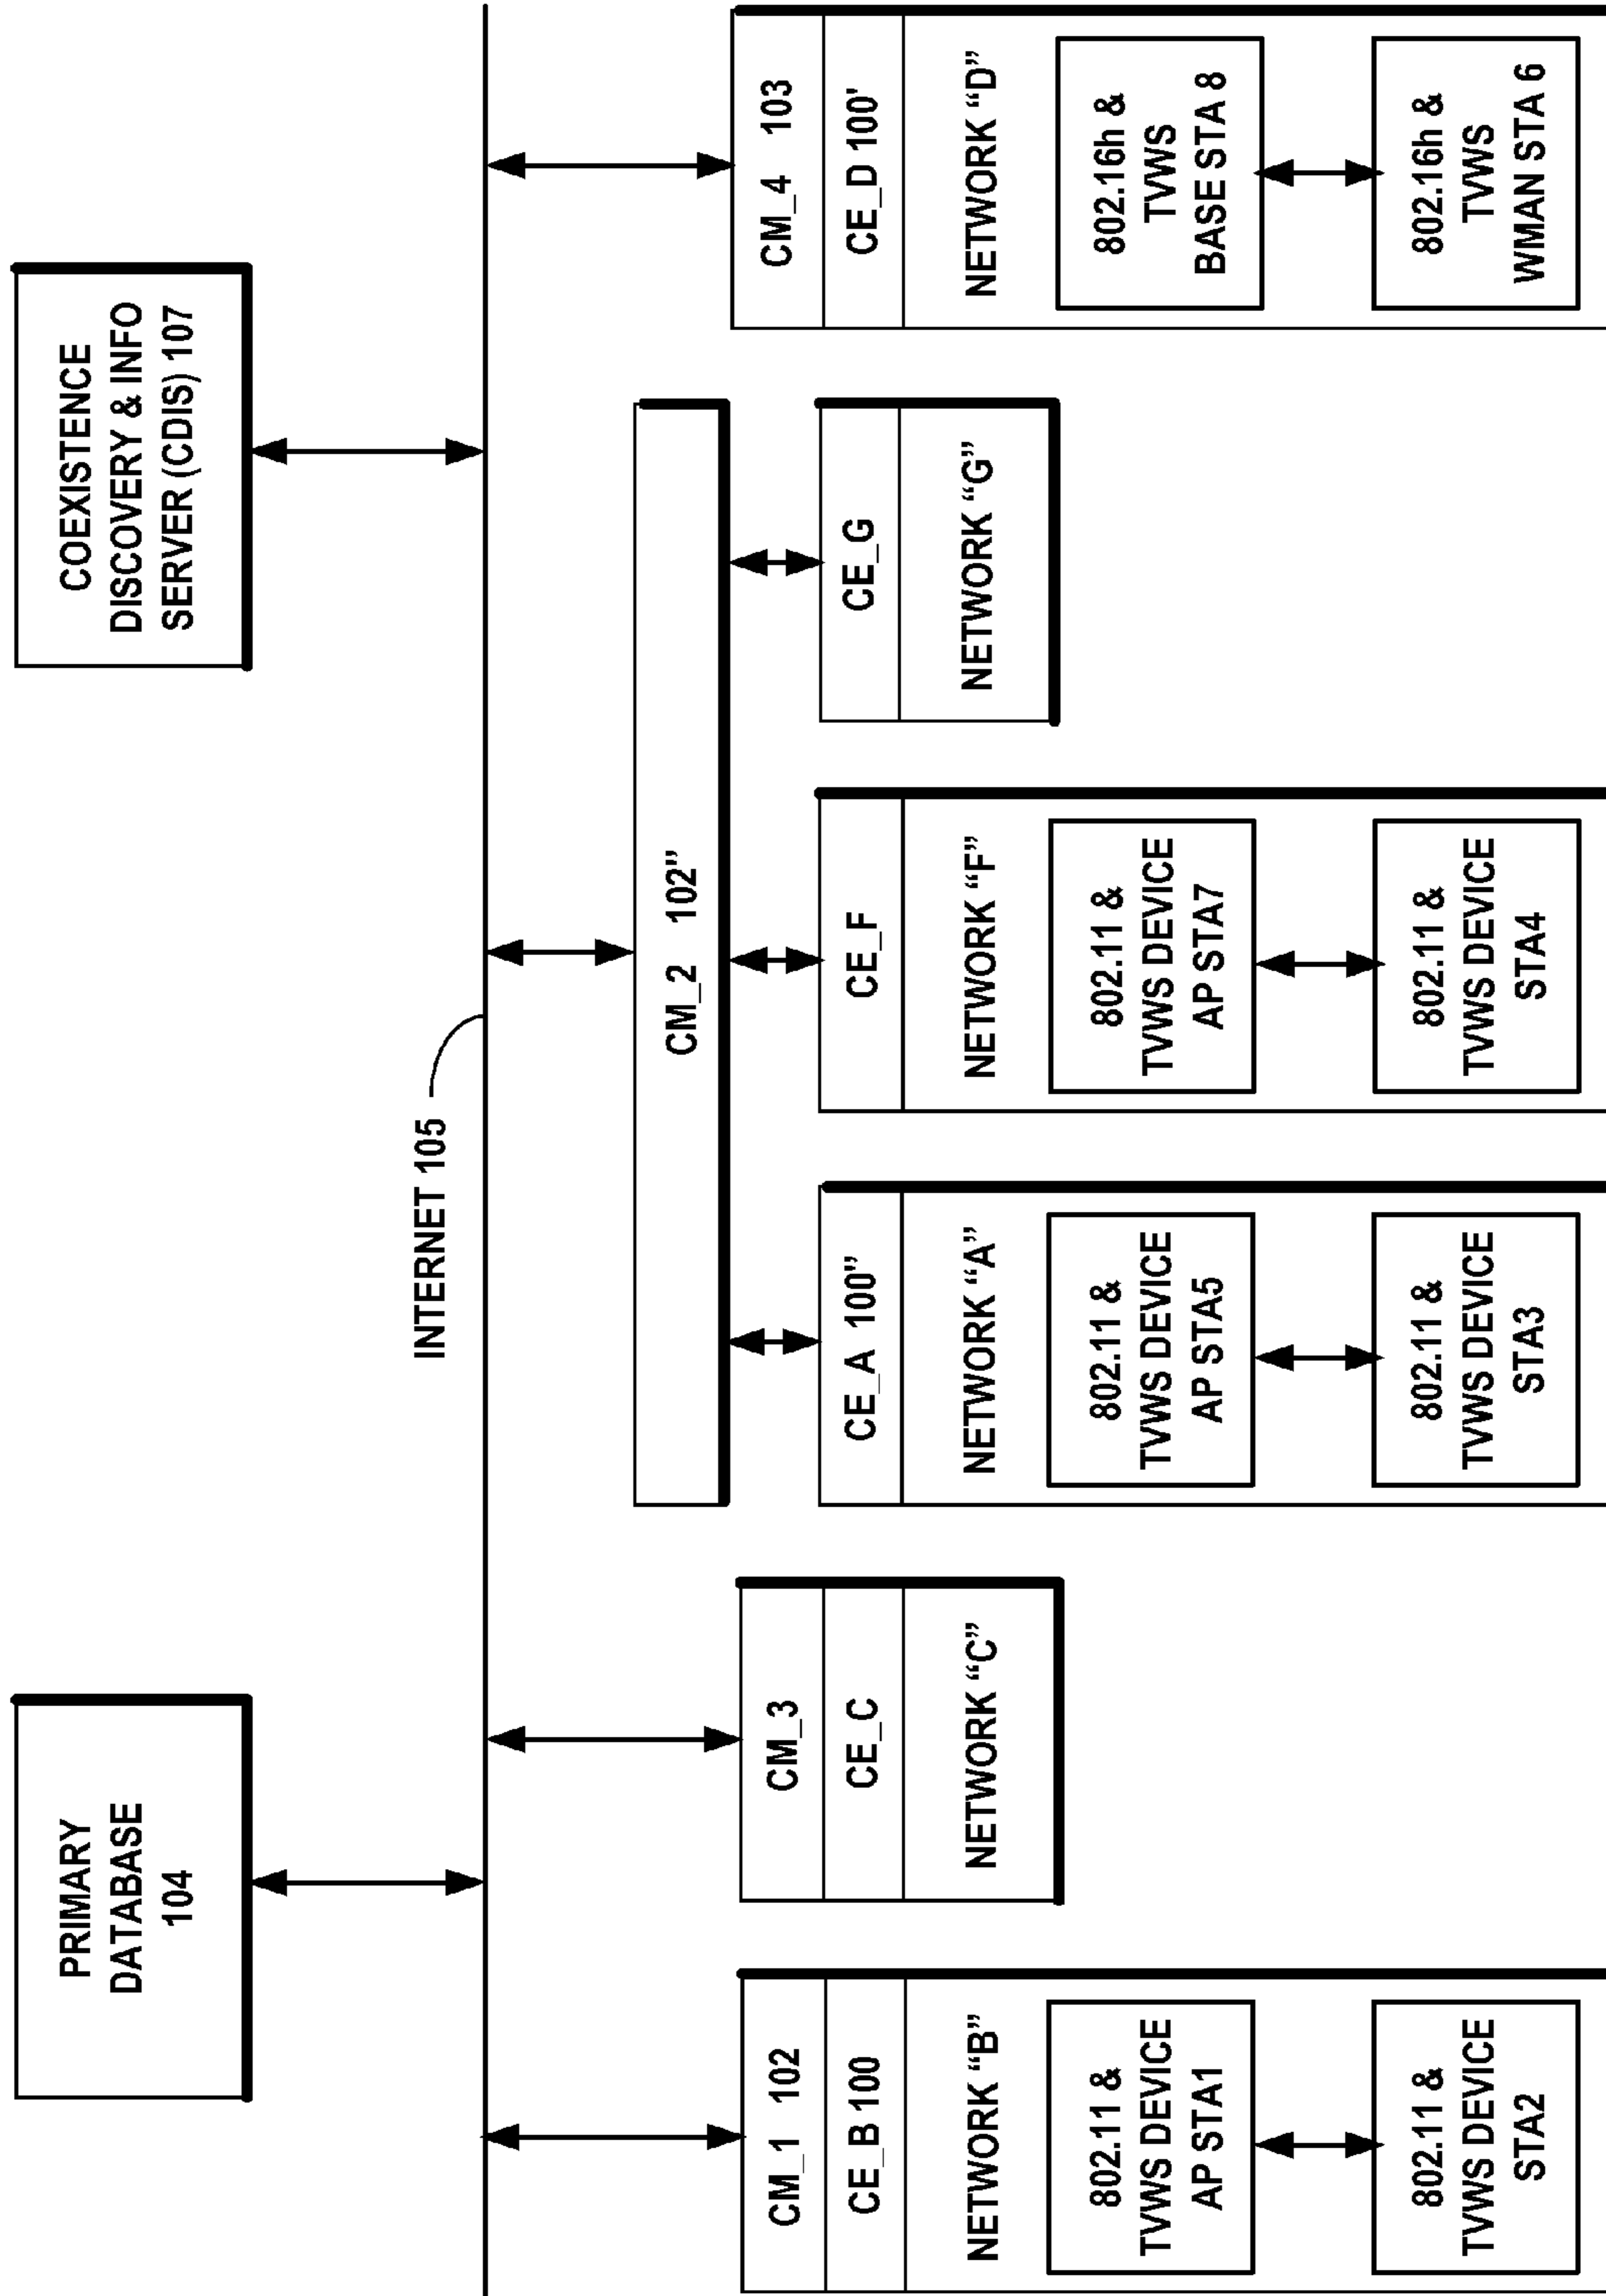 PRIMARY
DATABASE
104
COEXISTENCE
DISCOVERY & INFO
SERVER (CDIS) 107
INTERNET 105
CM_1 102
CE_B 100
NETWORK “B”
802.11 &
TVWS DEVICE
AP STA1
802.11 &
TVWS DEVICE
STA2
CM_3
CE_C
NETWORK “C”
CM_2 102”
CE_A 100”
NETWORK “A”
802.11 &
TVWS DEVICE
AP STA5
802.11 &
TVWS DEVICE
STA3
CE_F
NETWORK “F”
802.11 &
TVWS DEVICE
AP STA7
802.11 &
TVWS DEVICE
STA4
CE_G
NETWORK “G”
CM_4 103
CE_D 100'
NETWORK “D”
802.16h &
TVWS
BASE STA 8
802.16h &
TVWS
WMAN STA 6